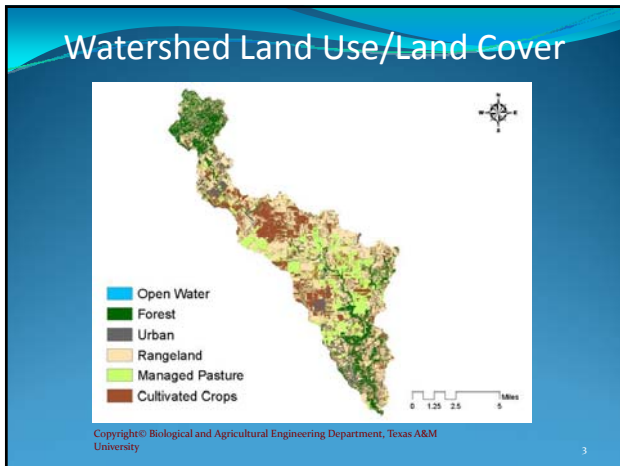 Watershed Land Use/Land Cover
N
W
E
S
Open Water
Forest
Urban
Rangeland
Managed Pasture
Cultivated Crops
Miles
0 1.25 2.5 5
Copyright© Biological and Agricultural Engineering Department, Texas A&M
University
3